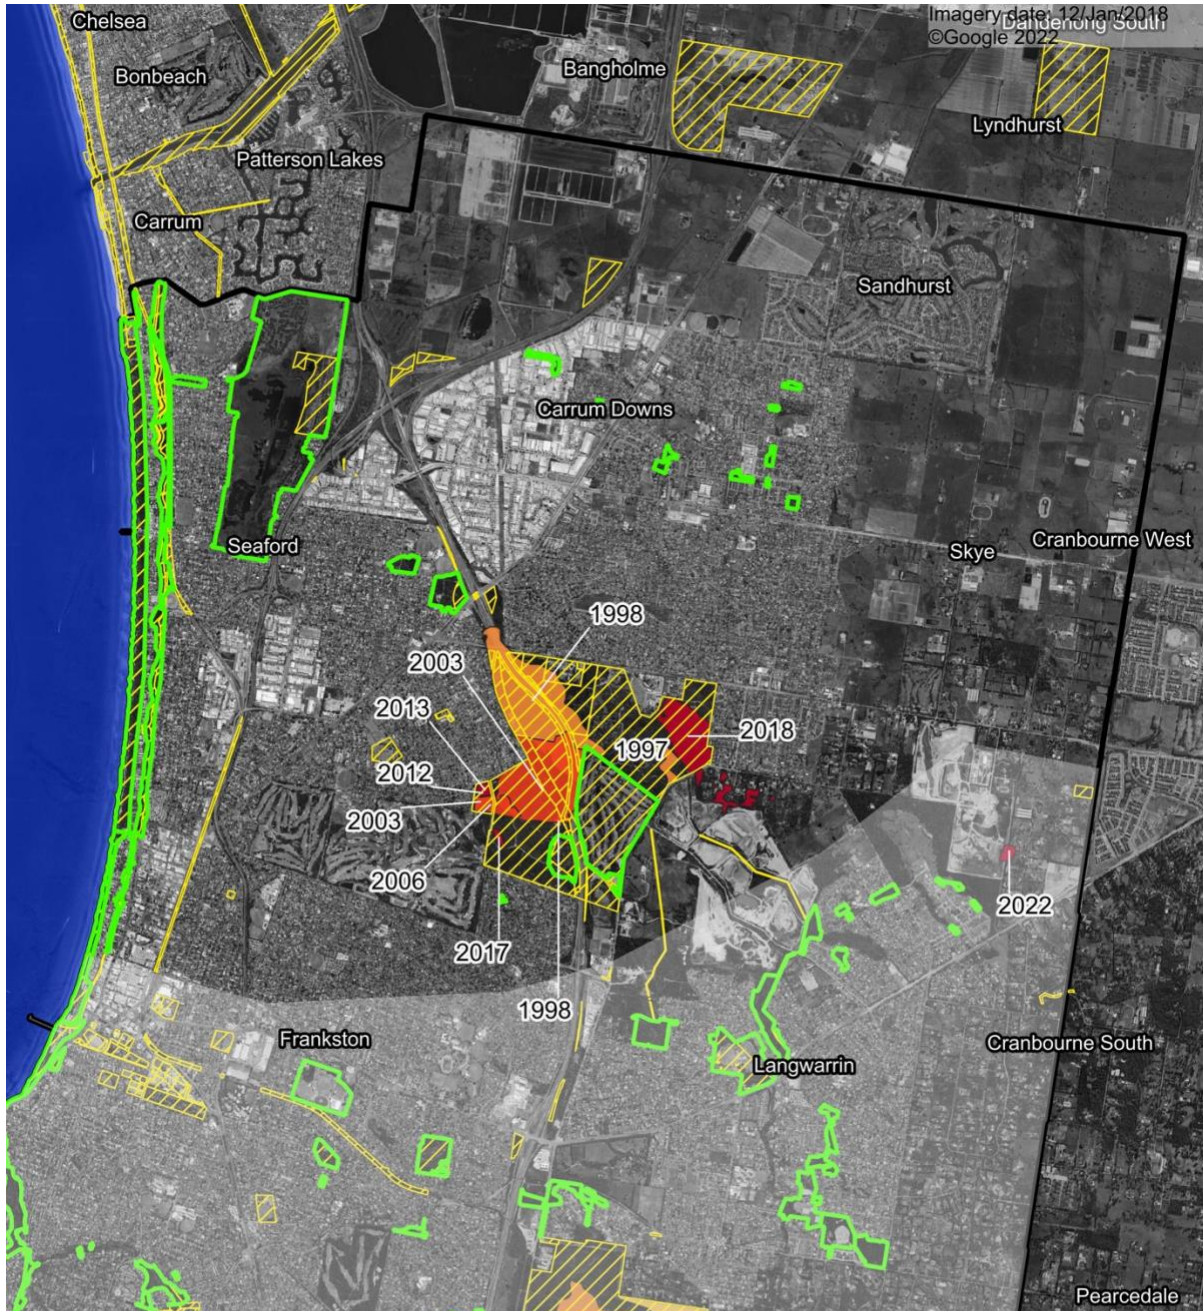 Chelsea
Imagery date: 12/Jan/2018
Dandenong South
©Google 2022
Bonbeach
Bangholme
Lyndhurst
Patterson Lakes
Carrum
Sandhurst
Carrum Downs
Seaford
Skye
Cranbourne West
1998
2003
2013
1997
2018
2012
2003
2006
2022
2017
1998
Frankston
Cranbourne South
Langwarrin
Pearcedale